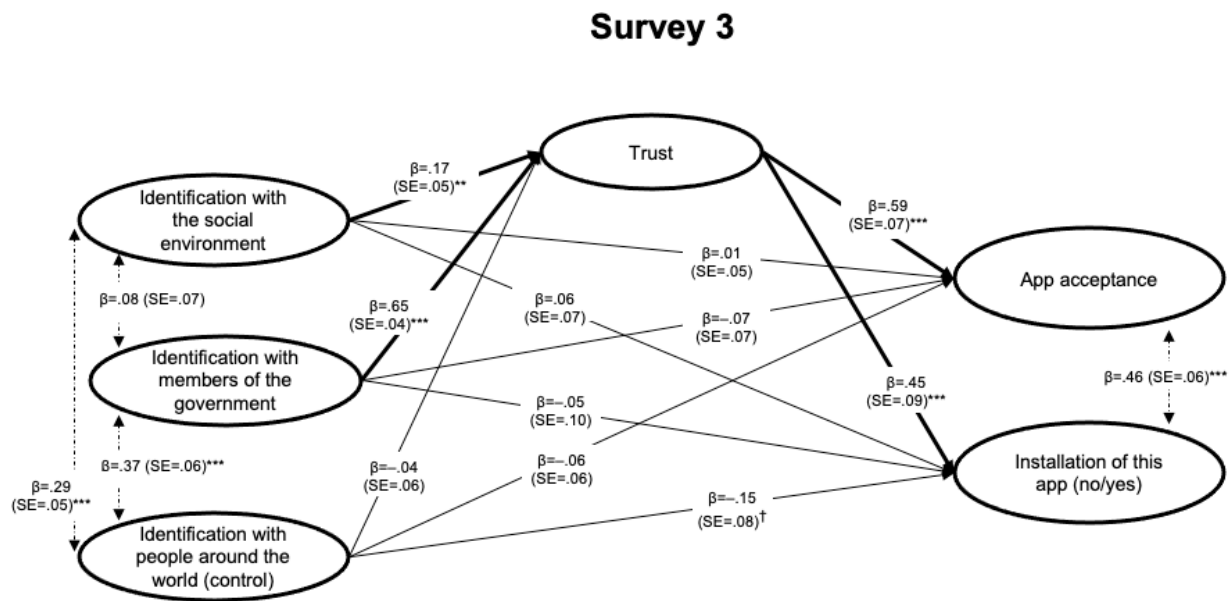 Survey 3
Trust
β=.17
(SE=.05)**
Identification with
the social
environment
β=.59
(SE=.07)***
β=.01
(SE=.05)
App acceptance
β=.08 (SE=.07)
β=.65
(SE=.04)***
β=.06
(SE=.07)
β=–.07
(SE=.07)
Identification with
members of the
government
β=.45
(SE=.09)***
β=.46 (SE=.06)***
β=–.05
(SE=.10)
β=.37 (SE=.06)***
β=.29
(SE=.05)***
β=–.04
(SE=.06)
β=–.06
(SE=.06)
β=–.15
(SE=.08)†
Installation of this
app (no/yes)
Identification with
people around the
world (control)